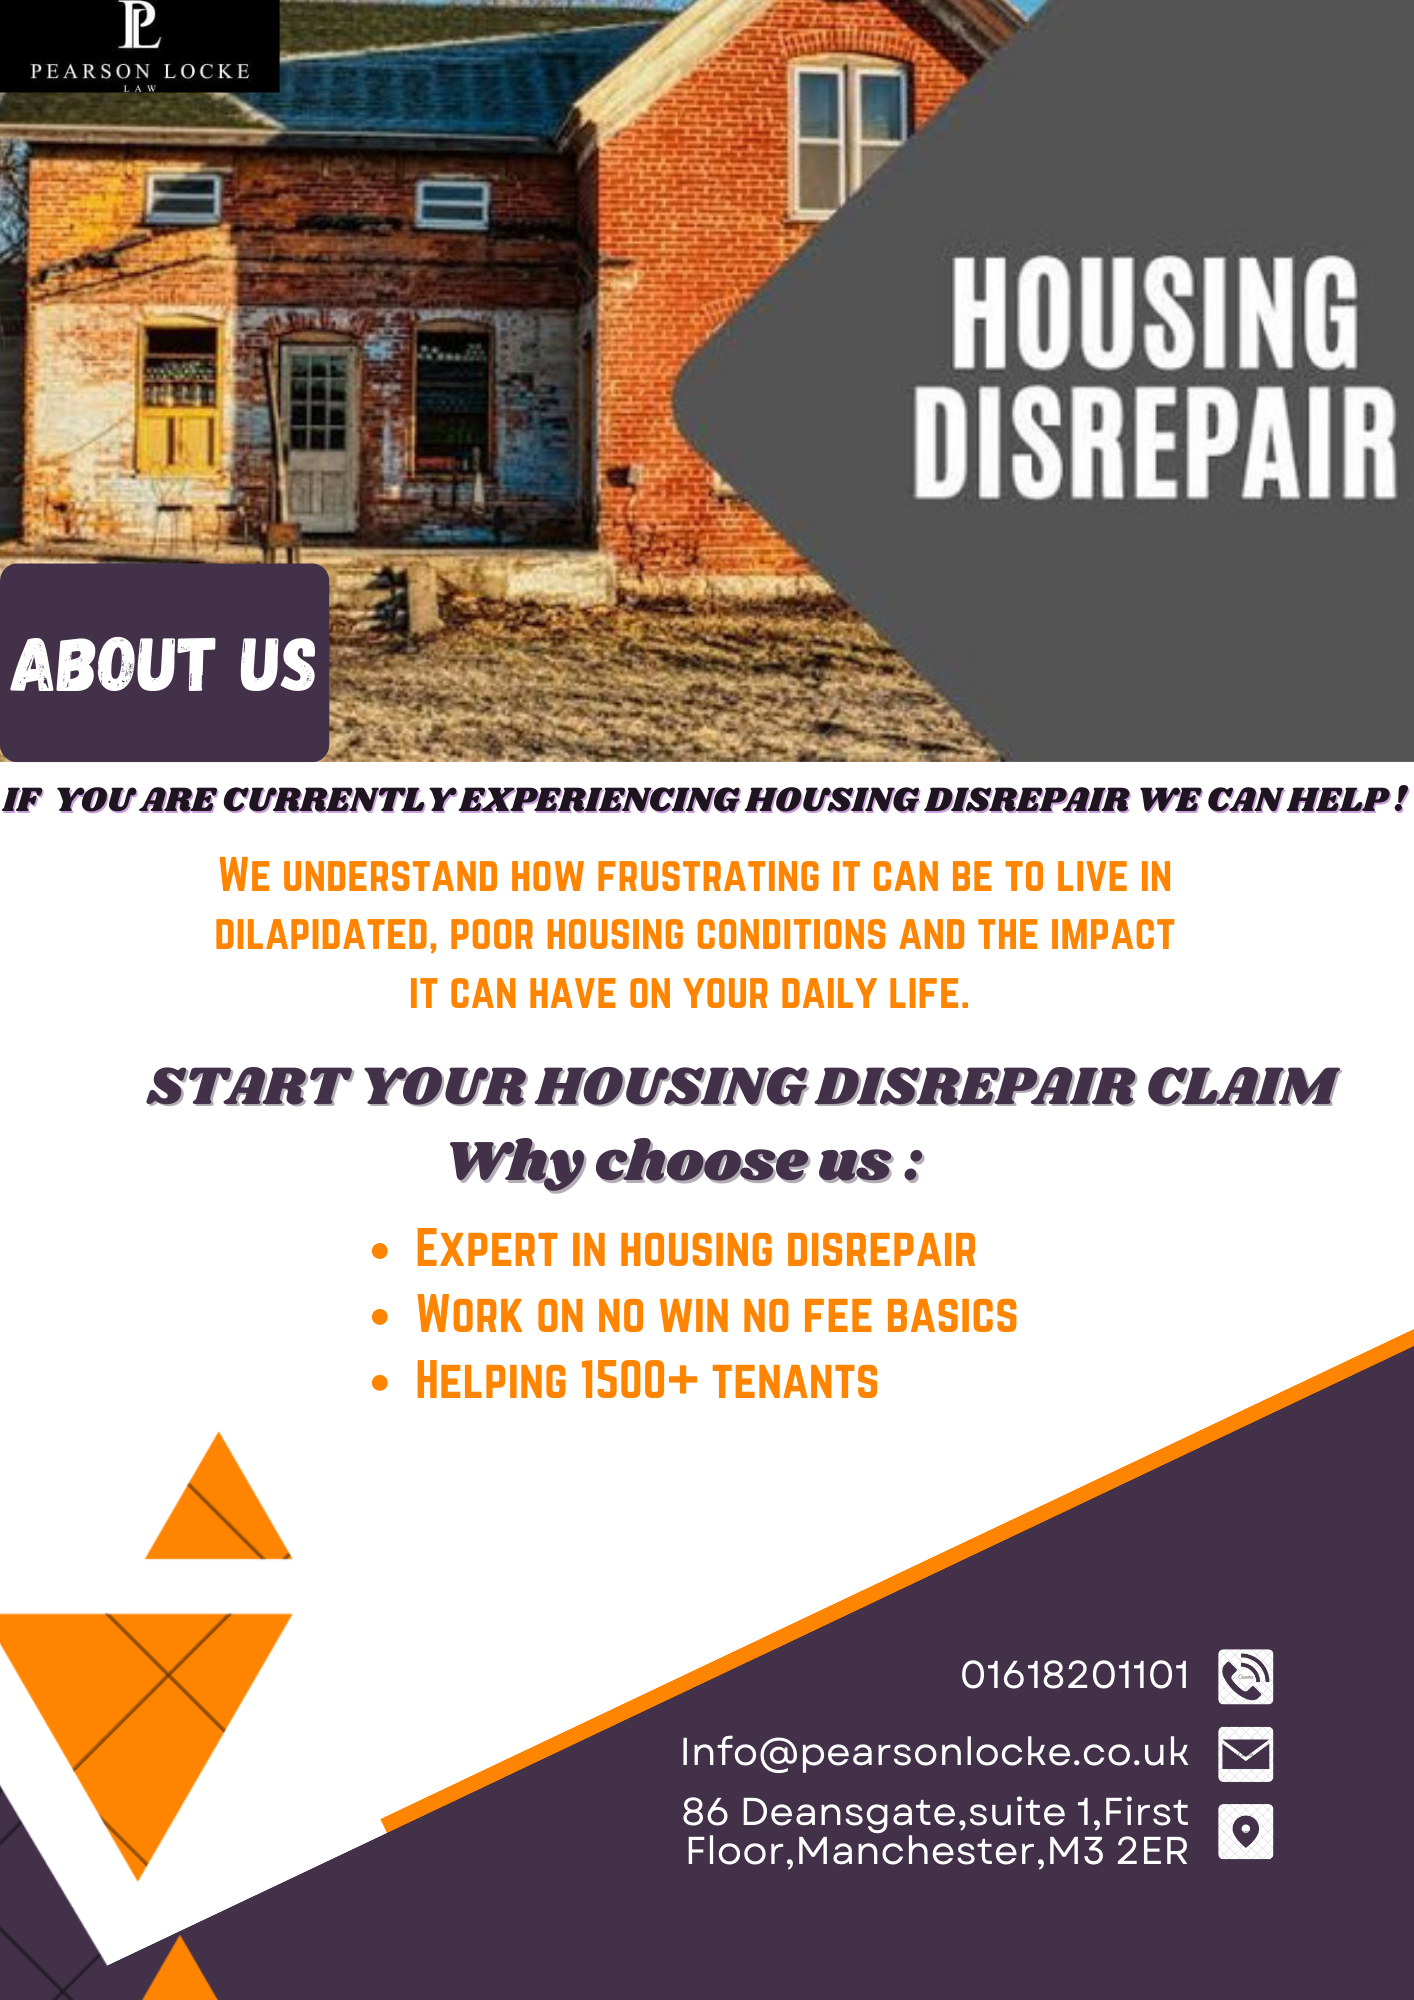 PL
PEARSON LOCKE
LAW
HOUSING
DISREPAIR
ABOUT US
IF YOU ARE CURRENTLY EXPERIENCING HOUSING DISREPAIR WE CAN HELP!
We understand how frustrating it can be to live in
dilapidated, poor housing conditions and the impact
it can have on your daily life.
START YOUR HOUSING DISREPAIR CLAIM
Why choose us :
• Expert in housing disrepair
• Work on no win no fee basics
• Helping 1500+ tenants
01618201101
Info@pearsonlocke.co.uk
86 Deansgate,suite 1,First
Floor,Manchester,M3 2ER